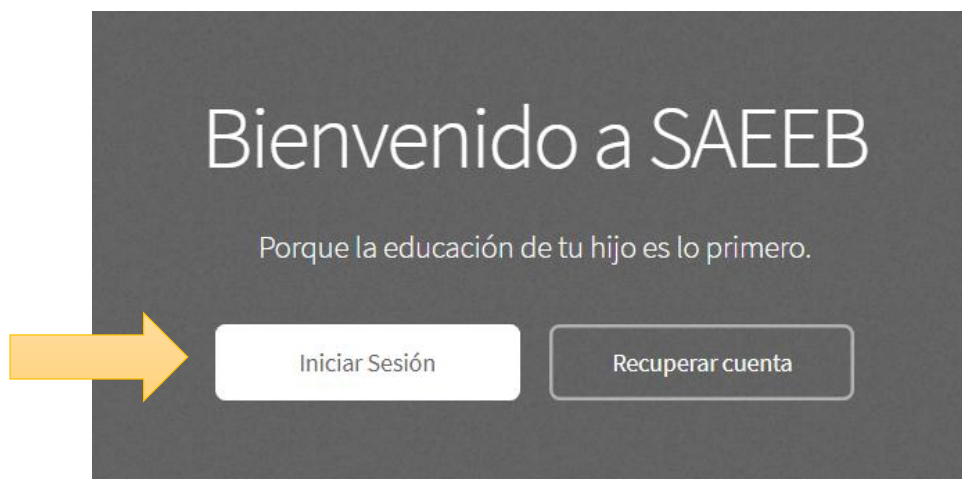 Bienvenido a SAEEB
Porque la educación de tu hijo es lo primero.
Iniciar Sesión
Recuperar cuenta